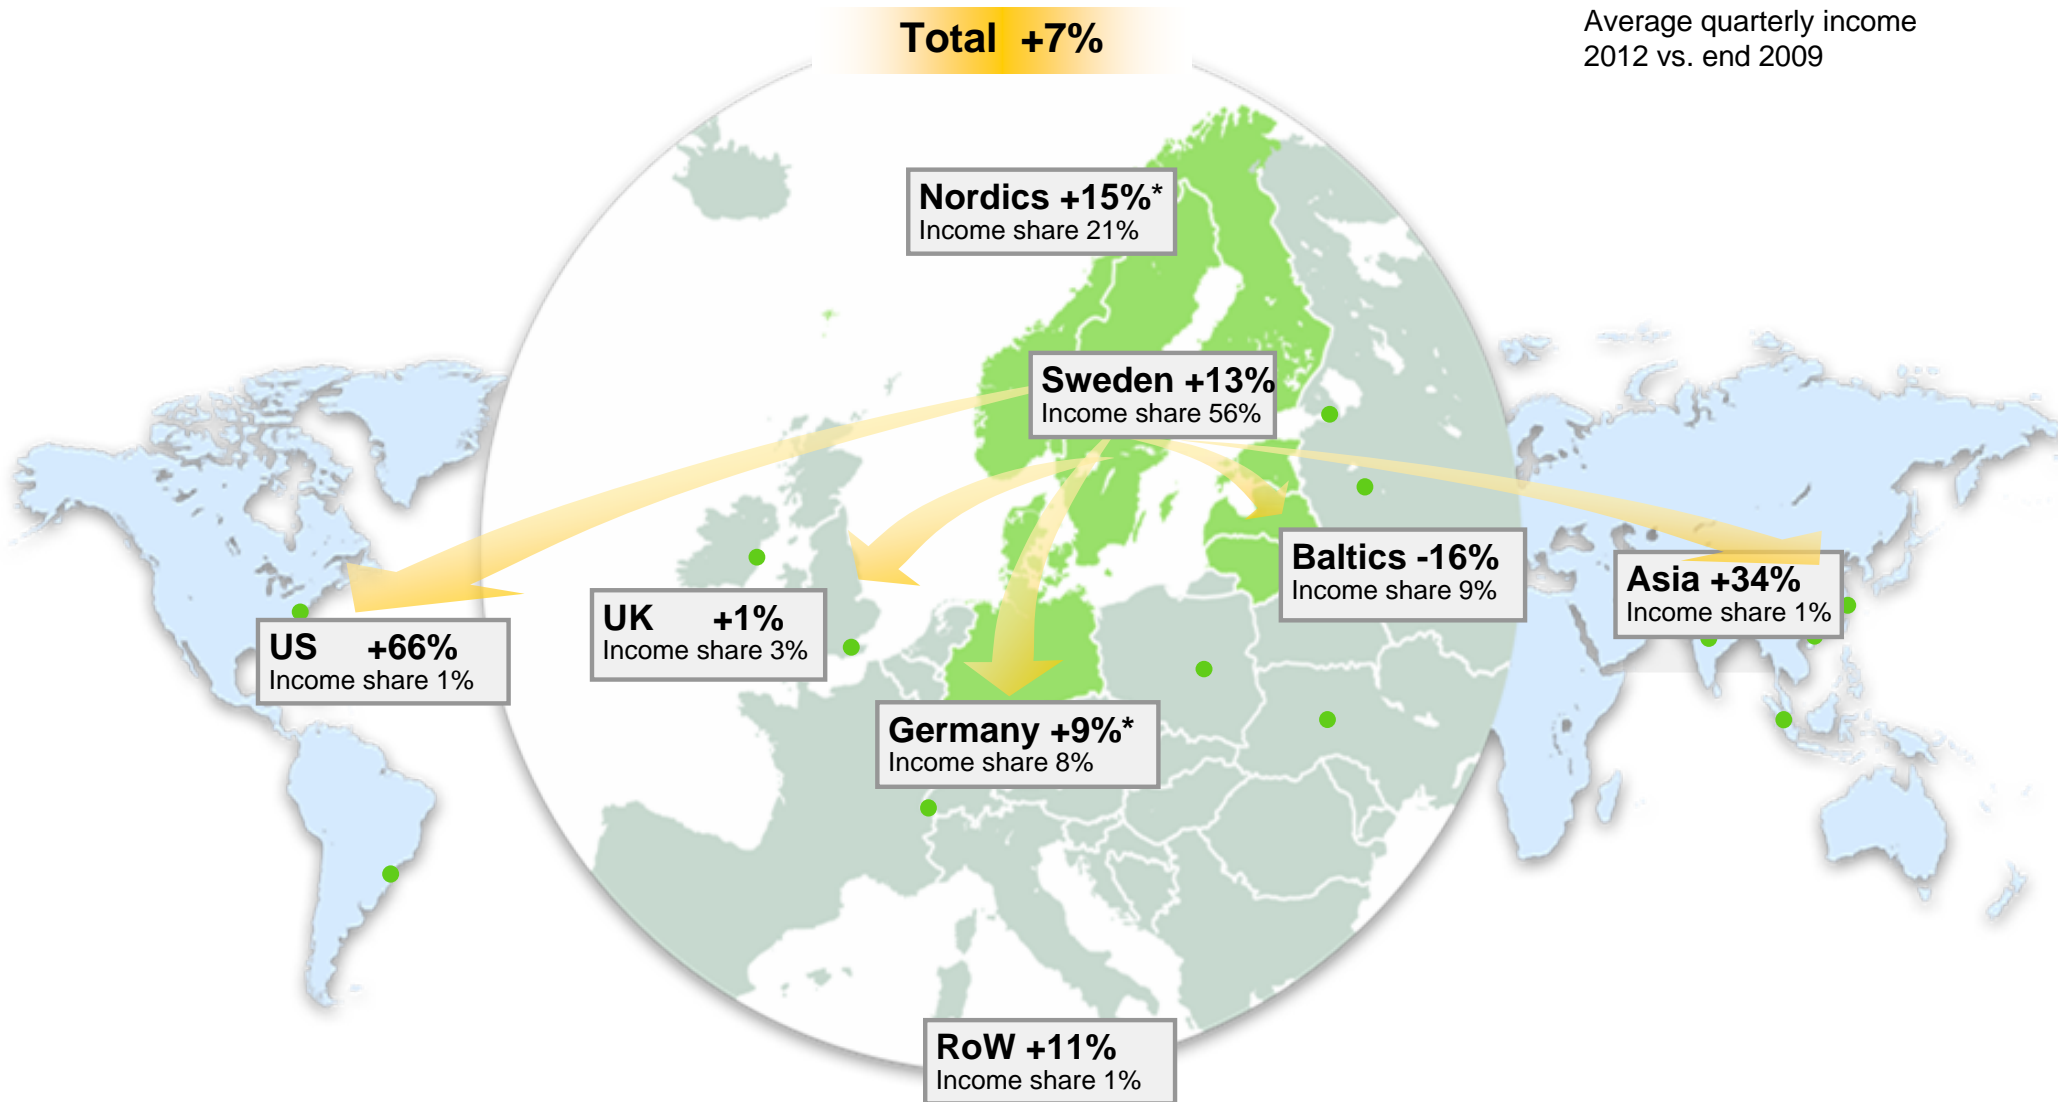 Total +7%
Average quarterly income
2012 vs. end 2009
Nordics +15%*
Income share 21%
Sweden +13%
Income share 56%
Baltics -16%
Income share 9%
Asia +34%
Income share 1%
UK +1%
Income share 3%
US +66%
Income share 1%
Germany +9%*
Income share 8%
RoW +11%
Income share 1%